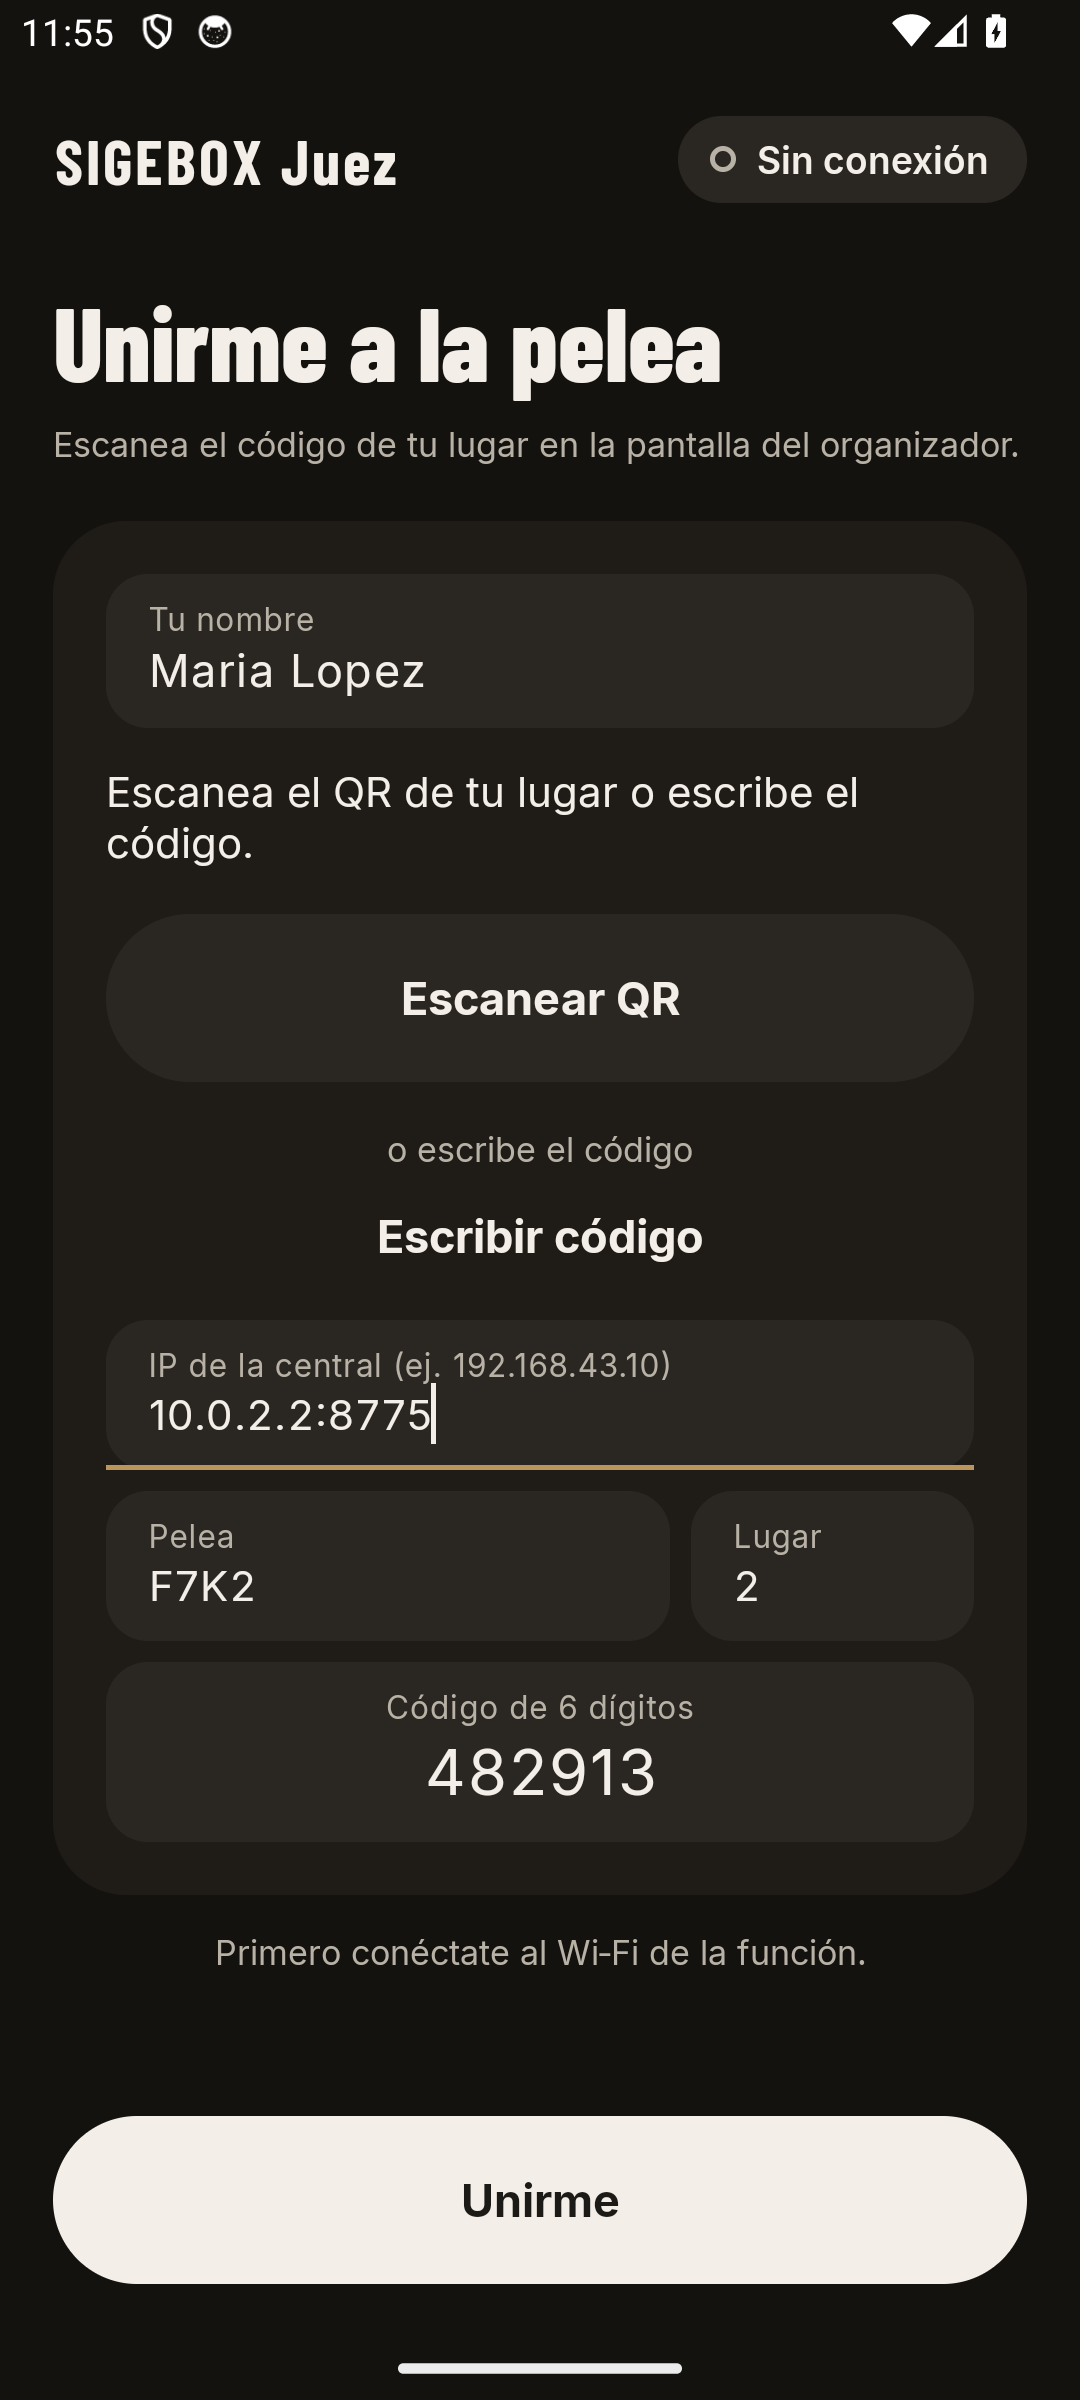 11:55
SIGEBOX Juez
Sin conexión
Unirme a la pelea
Escanea el código de tu lugar en la pantalla del organizador.
Tu nombre
Maria Lopez
Escanea el QR de tu lugar o escribe el
código.
Escanear QR
o escribe el código
Escribir código
IP de la central (ej. 192.168.43.10)
10.0.2.2:8775
Pelea
F7K2
Lugar
2
Código de 6 dígitos
482913
Primero conéctate al Wi-Fi de la función.
Unirme